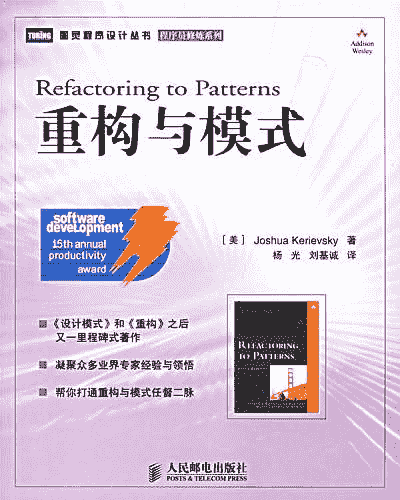 TURING 图灵程序设计丛书 程序员修炼系列
Addison
Wesley
Refactoring to Patterns
重构与模式
software
development
15th annual
productivity
award
[美] Joshua Kerievsky 著
杨 光 刘基诚 译
《设计模式》和《重构》之后
又一里程碑式著作
凝聚众多业界专家经验与领悟
帮你打通重构与模式任督二脉
REFACTORING
TO PATTERNS
人民邮电出版社
POSTS & TELECOM PRESS